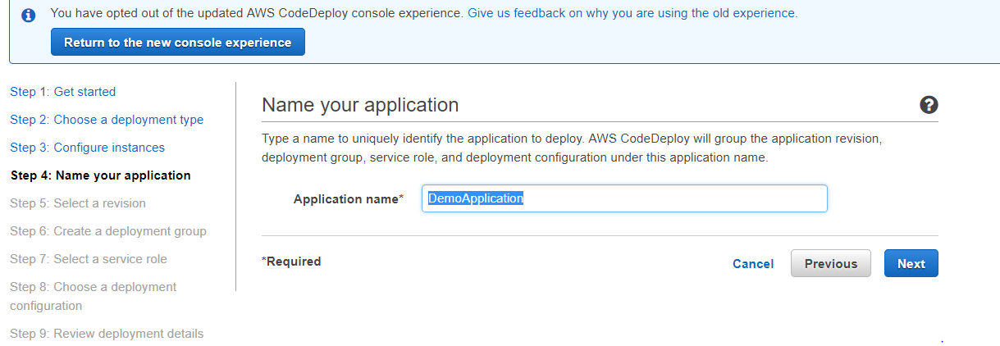 You have opted out of the updated AWS CodeDeploy console experience. Give us feedback on why you are using the old experience.
Return to the new console experience
Step 1: Get started
Step 2: Choose a deployment type
Step 3: Configure instances
Step 4: Name your application
Step 5: Select a revision
Step 6: Create a deployment group
Step 7: Select a service role
Step 8: Choose a deployment
configuration
Step 9: Review deployment details
Name your application
?
Type a name to uniquely identify the application to deploy. AWS CodeDeploy will group the application revision,
deployment group, service role, and deployment configuration under this application name.
Application name* DemoApplication
*Required
Cancel Previous Next